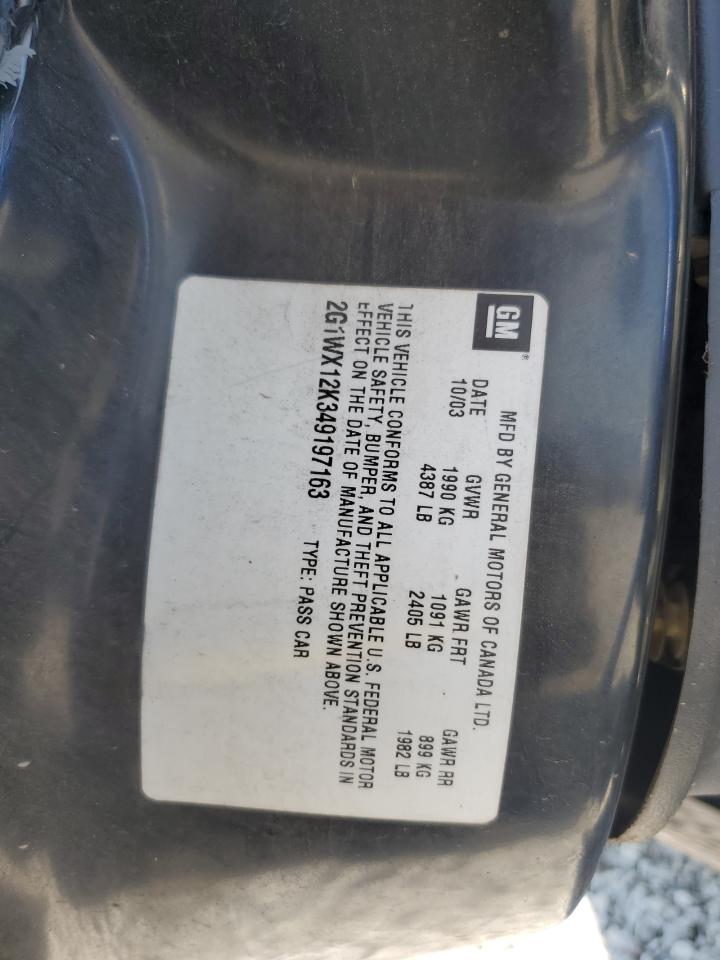 GM®
MFD BY GENERAL MOTORS OF CANADA LTD.
DATE GVWR GAWR FRT GAWR RR
10/03 1990 KG 1091 KG 899 KG
4387 LB 2405 LB 1982 LB
THIS VEHICLE CONFORMS TO ALL APPLICABLE U.S. FEDERAL MOTOR
VEHICLE SAFETY, BUMPER, AND THEFT PREVENTION STANDARDS IN
EFFECT ON THE DATE OF MANUFACTURE SHOWN ABOVE.
2G1WX12K349197163 TYPE: PASS CAR